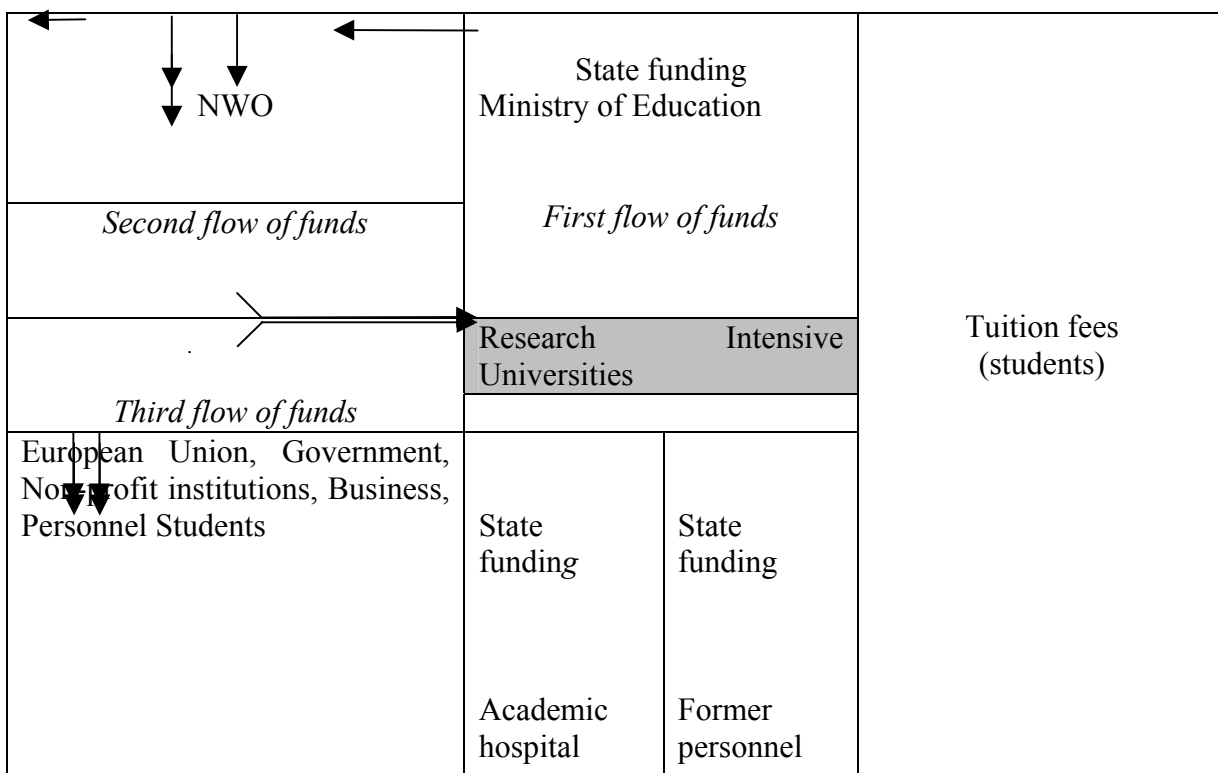 NWO
State funding
Ministry of Education
Second flow of funds
First flow of funds
Tuition fees
(students)
Research Intensive
Universities
Third flow of funds
European Union, Government,
Non-profit institutions, Business,
Personnel Students
State
funding
Academic
hospital
State
funding
Former
personnel